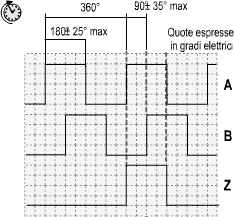 360°
90± 35° max
180± 25° max
Quote espresse
in gradi elettrici
A
B
Z